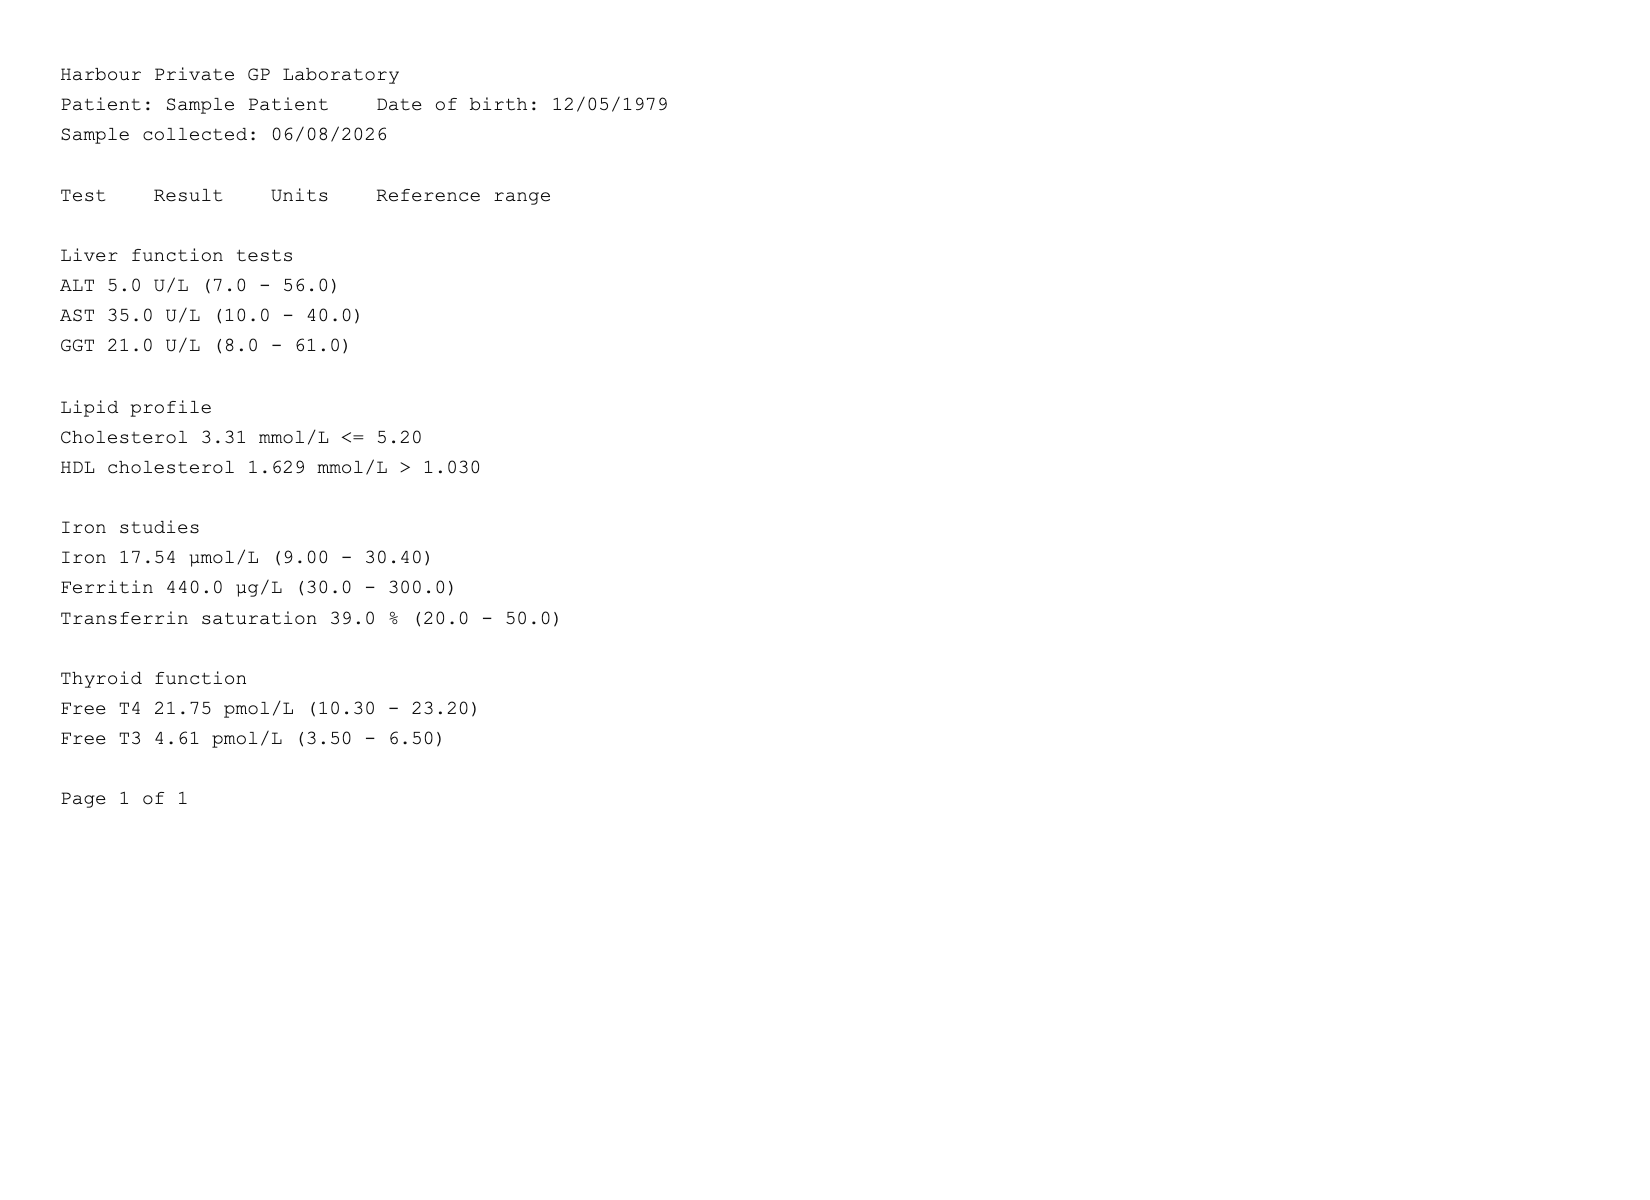 Harbour Private GP Laboratory
Patient: Sample Patient    Date of birth: 12/05/1979
Sample collected: 06/08/2026
Test    Result    Units    Reference range
Liver function tests
ALT 5.0 U/L (7.0 - 56.0)
AST 35.0 U/L (10.0 - 40.0)
GGT 21.0 U/L (8.0 - 61.0)
Lipid profile
Cholesterol 3.31 mmol/L <= 5.20
HDL cholesterol 1.629 mmol/L > 1.030
Iron studies
Iron 17.54 µmol/L (9.00 - 30.40)
Ferritin 440.0 µg/L (30.0 - 300.0)
Transferrin saturation 39.0 % (20.0 - 50.0)
Thyroid function
Free T4 21.75 pmol/L (10.30 - 23.20)
Free T3 4.61 pmol/L (3.50 - 6.50)
Page 1 of 1